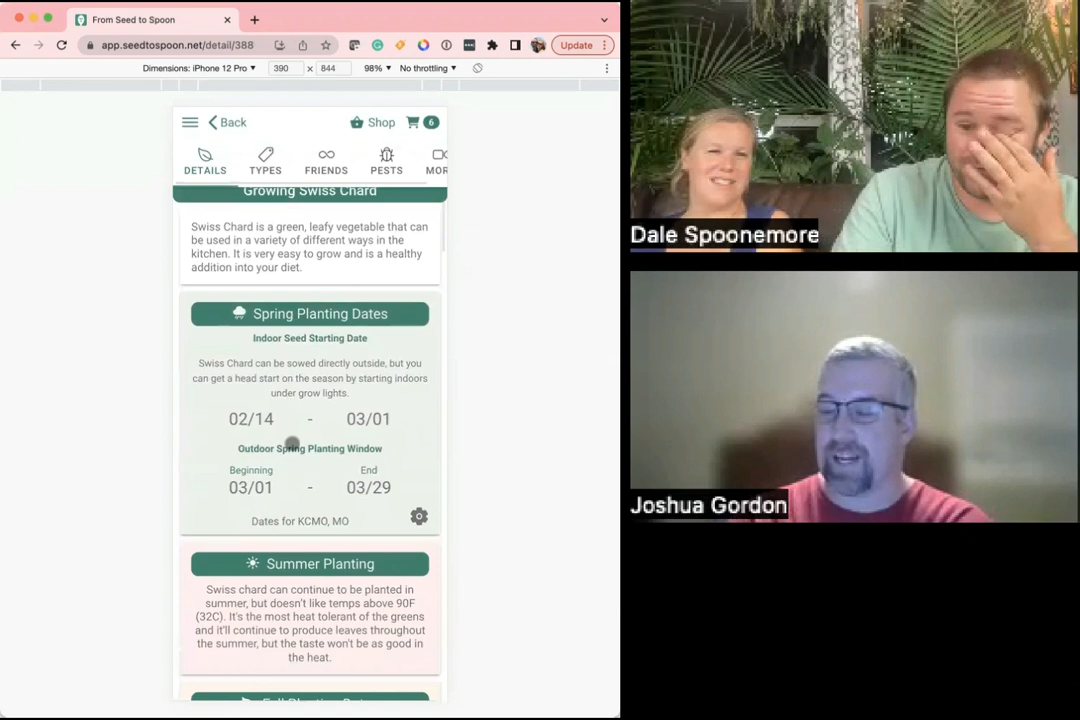 From Seed to Spoon
app.seedtospoon.net/detail/388
Update
Dimensions: iPhone 12 Pro
390 x 844
98%
No throttling
Back
Shop
6
DETAILS
TYPES
FRIENDS
PESTS
MOR
Growing Swiss Chard
Swiss Chard is a green, leafy vegetable that can
be used in a variety of different ways in the
kitchen. It is very easy to grow and is a healthy
addition into your diet.
Spring Planting Dates
Indoor Seed Starting Date
Swiss Chard can be sowed directly outside, but you
can get a head start on the season by starting indoors
under grow lights.
02/14 - 03/01
Outdoor Spring Planting Window
Beginning End
03/01 - 03/29
Dates for KCMO, MO
Summer Planting
Swiss chard can continue to be planted in
summer, but doesn't like temps above 90F
(32C). It's the most heat tolerant of the greens
and it'll continue to produce leaves throughout
the summer, but the taste won't be as good in
the heat.
Dale Spoonemore
Joshua Gordon